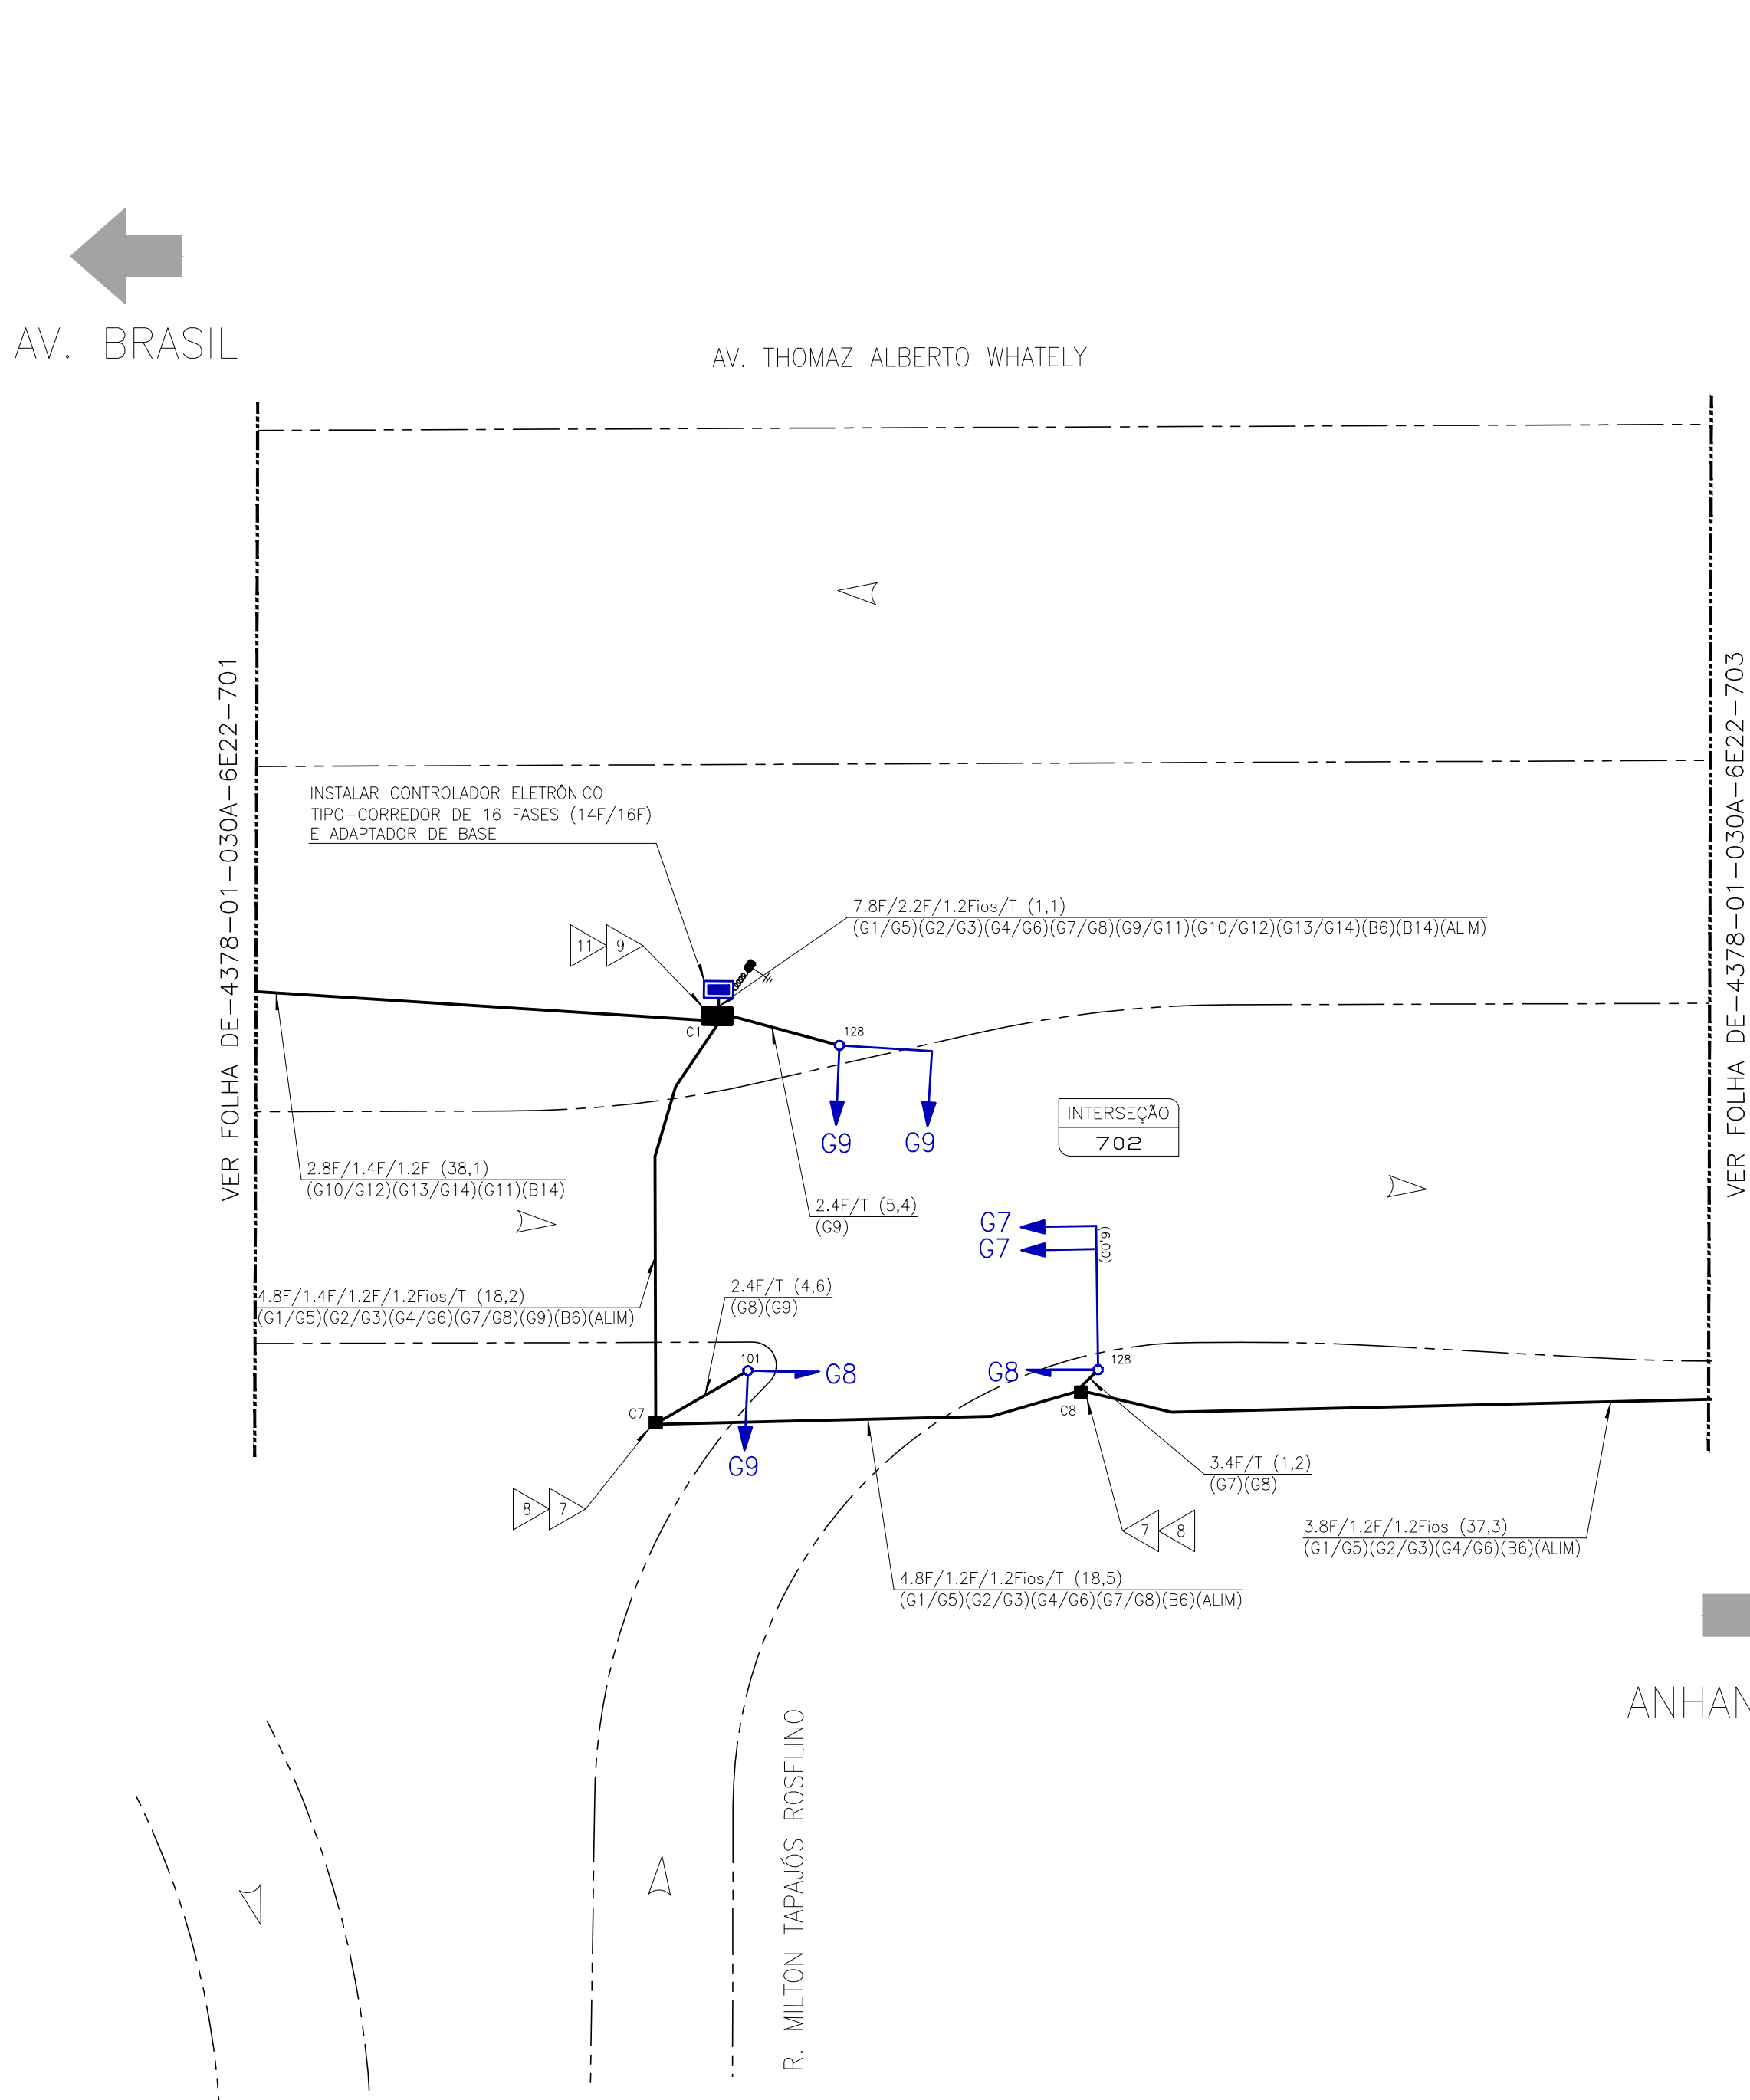 AV. BRASIL
AV. THOMAZ ALBERTO WHATELY
VER FOLHA DE-4378-01-030A-6E22-701
VER FOLHA DE-4378-01-030A-6E22-703
INSTALAR CONTROLADOR ELETRÔNICO
TIPO-CORREDOR DE 16 FASES (14F/16F)
E ADAPTADOR DE BASE
7.8F/2.2F/1.2Fios/T (1,1)
(G1/G5)(G2/G3)(G4/G6)(G7/G8)(G9/G11)(G10/G12)(G13/G14)(B6)(B14)(ALIM)
11 9
C1
128
G9 G9
INTERSEÇÃO
702
2.8F/1.4F/1.2F (38,1)
(G10/G12)(G13/G14)(G11)(B14)
2.4F/T (5,4)
(G9)
G7
G7
(6,00)
4.8F/1.4F/1.2F/1.2Fios/T (18,2)
(G1/G5)(G2/G3)(G4/G6)(G7/G8)(G9)(B6)(ALIM)
2.4F/T (4,6)
(G8)(G9)
101
G8
G8
128
C7
C8
G9
8 7
7 8
3.4F/T (1,2)
(G7)(G8)
3.8F/1.2F/1.2Fios (37,3)
(G1/G5)(G2/G3)(G4/G6)(B6)(ALIM)
4.8F/1.2F/1.2Fios/T (18,5)
(G1/G5)(G2/G3)(G4/G6)(G7/G8)(B6)(ALIM)
ANHAN
R. MILTON TAPAJÓS ROSELINO